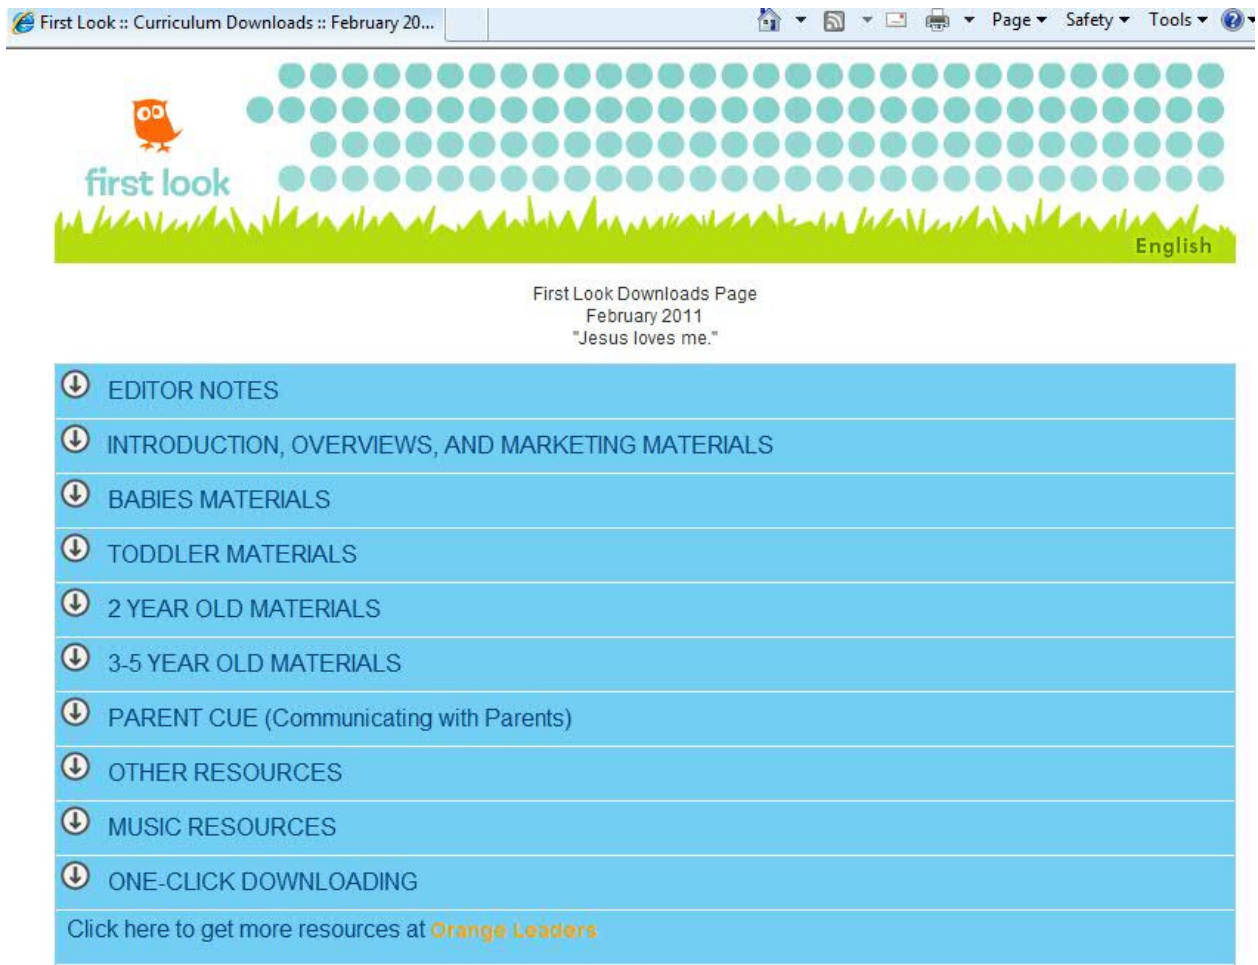 First Look :: Curriculum Downloads :: February 20...
Page Safety Tools
first look
English
First Look Downloads Page
February 2011
"Jesus loves me."
EDITOR NOTES
INTRODUCTION, OVERVIEWS, AND MARKETING MATERIALS
BABIES MATERIALS
TODDLER MATERIALS
2 YEAR OLD MATERIALS
3-5 YEAR OLD MATERIALS
PARENT CUE (Communicating with Parents)
OTHER RESOURCES
MUSIC RESOURCES
ONE-CLICK DOWNLOADING
Click here to get more resources at Orange Leaders